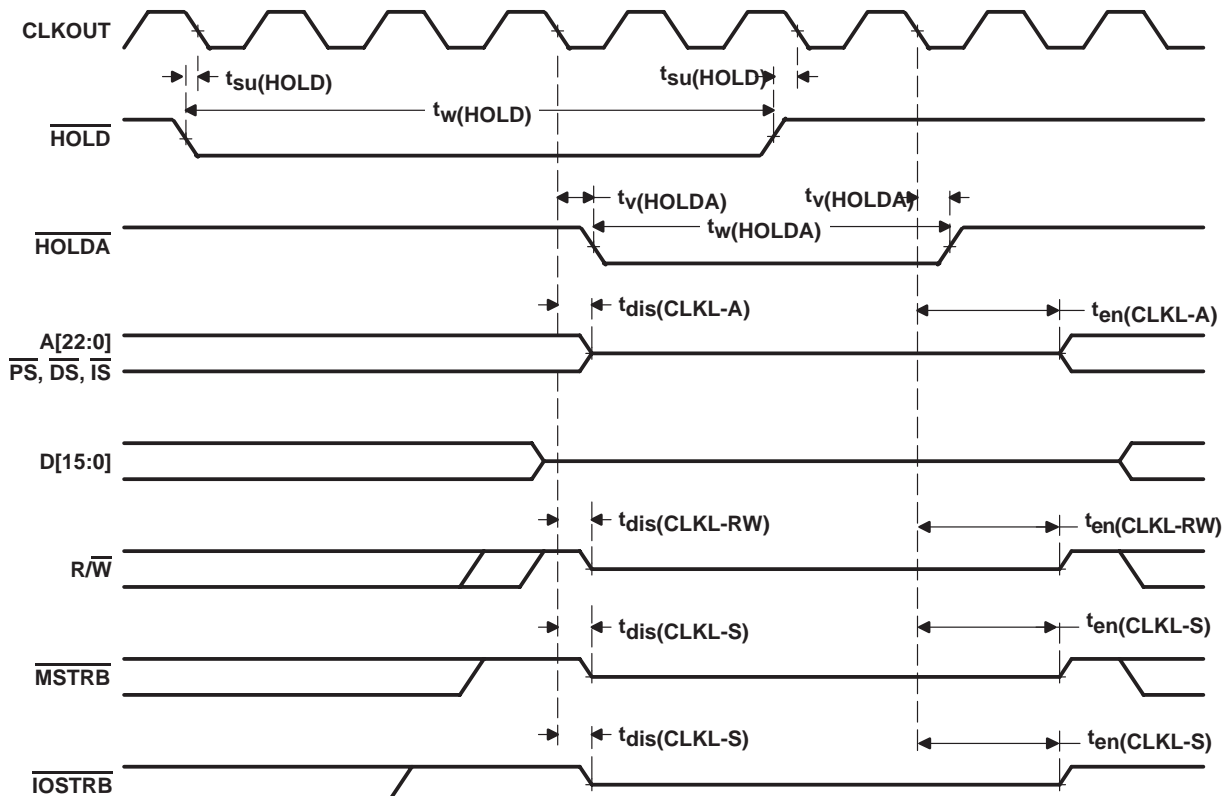 CLKOUT
tsu(HOLD)
tsu(HOLD)
tw(HOLD)
HOLD
tv(HOLDA)
tv(HOLDA)
tw(HOLDA)
HOLDA
tdis(CLKL-A)
ten(CLKL-A)
A[22:0]
PS, DS, IS
D[15:0]
tdis(CLKL-RW)
ten(CLKL-RW)
R/W
tdis(CLKL-S)
ten(CLKL-S)
MSTRB
tdis(CLKL-S)
ten(CLKL-S)
IOSTRB